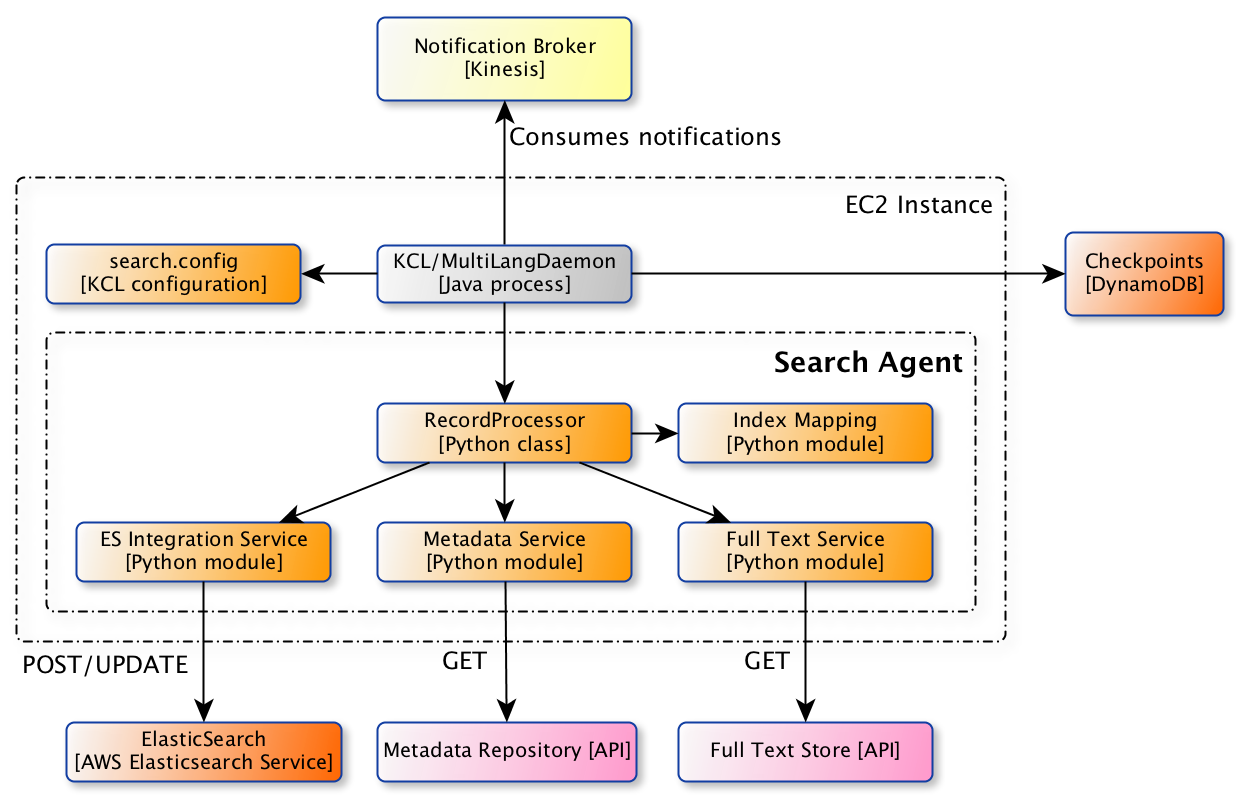 Notification Broker
[Kinesis]
Consumes notifications
EC2 Instance
search.config
[KCL configuration]
KCL/MultiLangDaemon
[Java process]
Checkpoints
[DynamoDB]
Search Agent
RecordProcessor
[Python class]
Index Mapping
[Python module]
ES Integration Service
[Python module]
Metadata Service
[Python module]
Full Text Service
[Python module]
POST/UPDATE
GET
GET
ElasticSearch
[AWS Elasticsearch Service]
Metadata Repository [API]
Full Text Store [API]